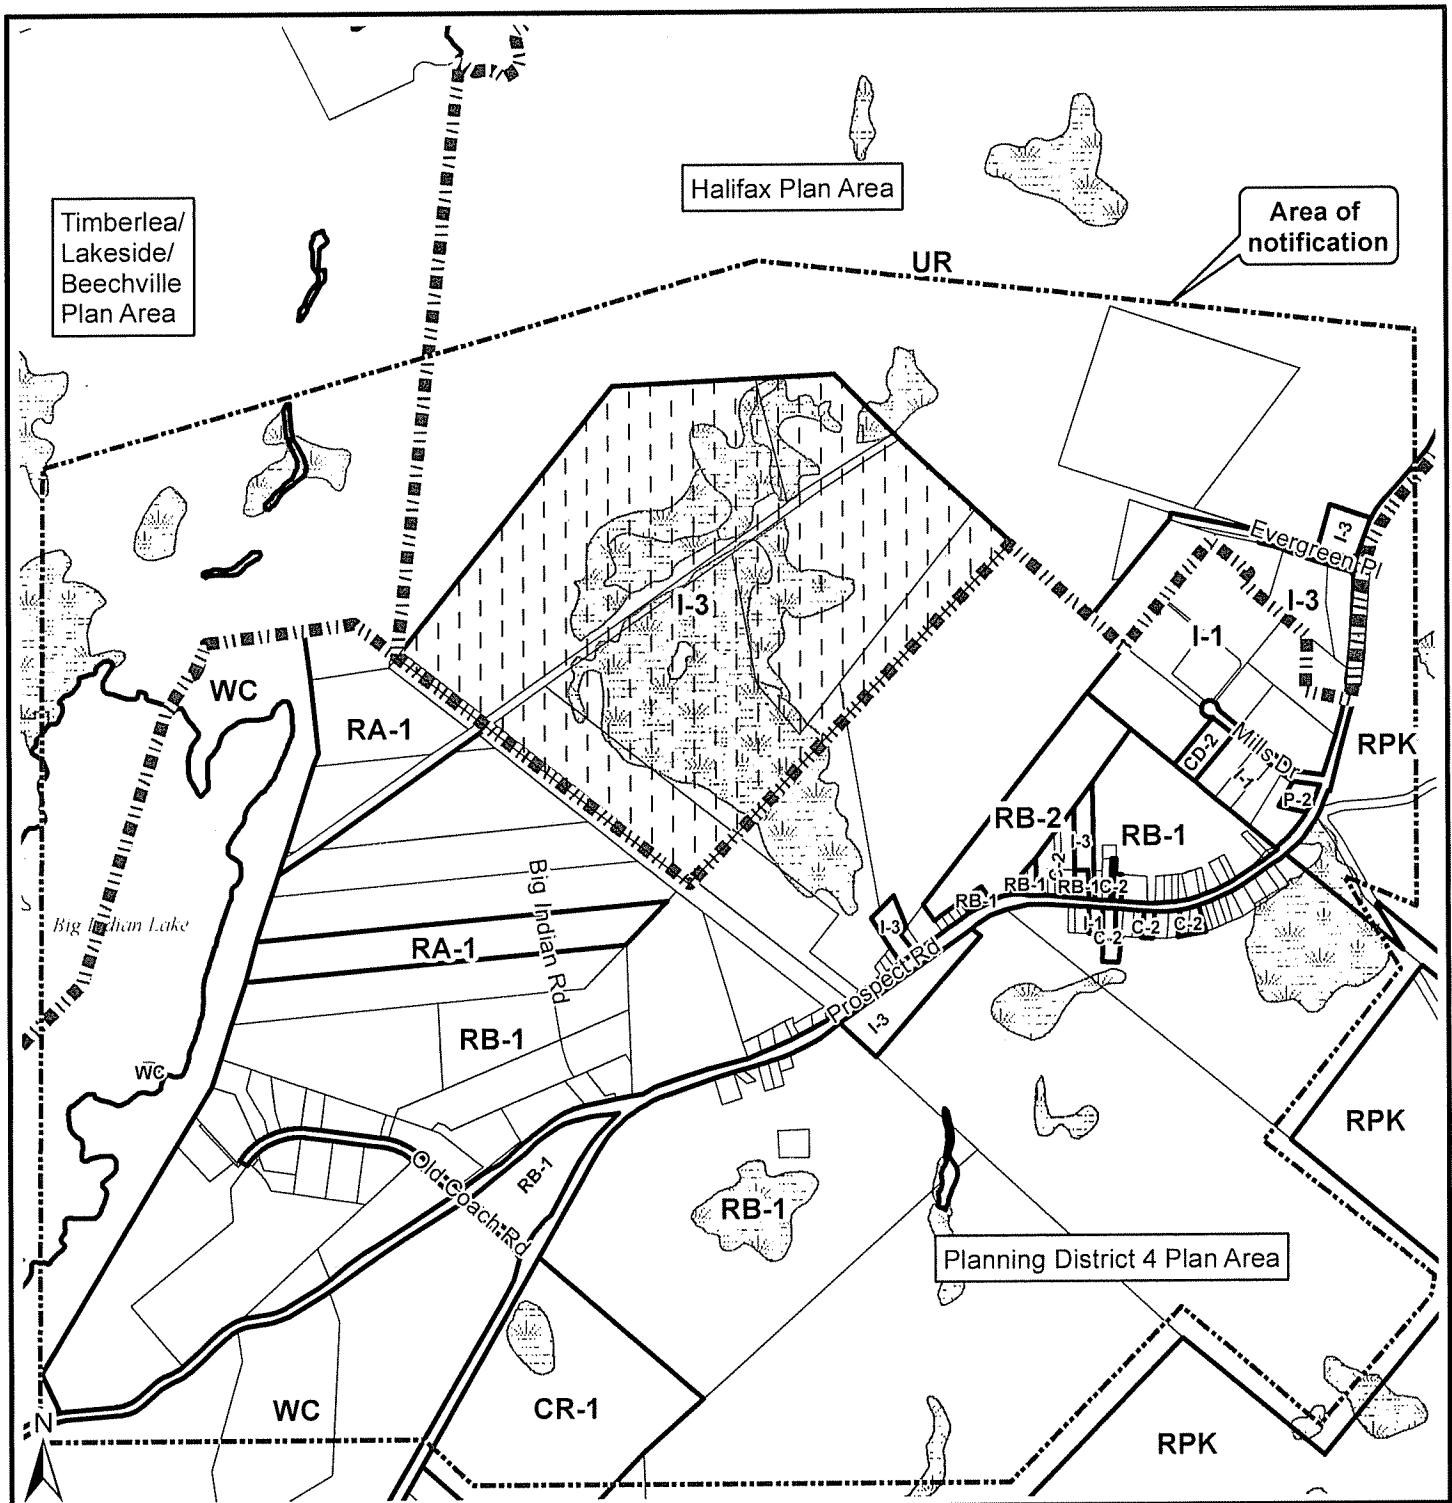 Halifax Plan Area
Timberlea/
Lakeside/
Beechville
Plan Area
Area of
notification
UR
I-3
Evergreen Pl
I-3
I-3
I-1
WC
RA-1
CD-2
Mills Dr
I-1
P-2
RPK
RB-2
I-3
RB-1
RB-1
RB-1
RB-1
C-2
I-3
I-1
C-2
C-2
C-2
Big Indian Lake
RA-1
Big Indian Rd
Prospect Rd
I-3
RB-1
WC
RPK
Old Coach Rd
RB-1
RB-1
Planning District 4 Plan Area
WC
CR-1
RPK
N